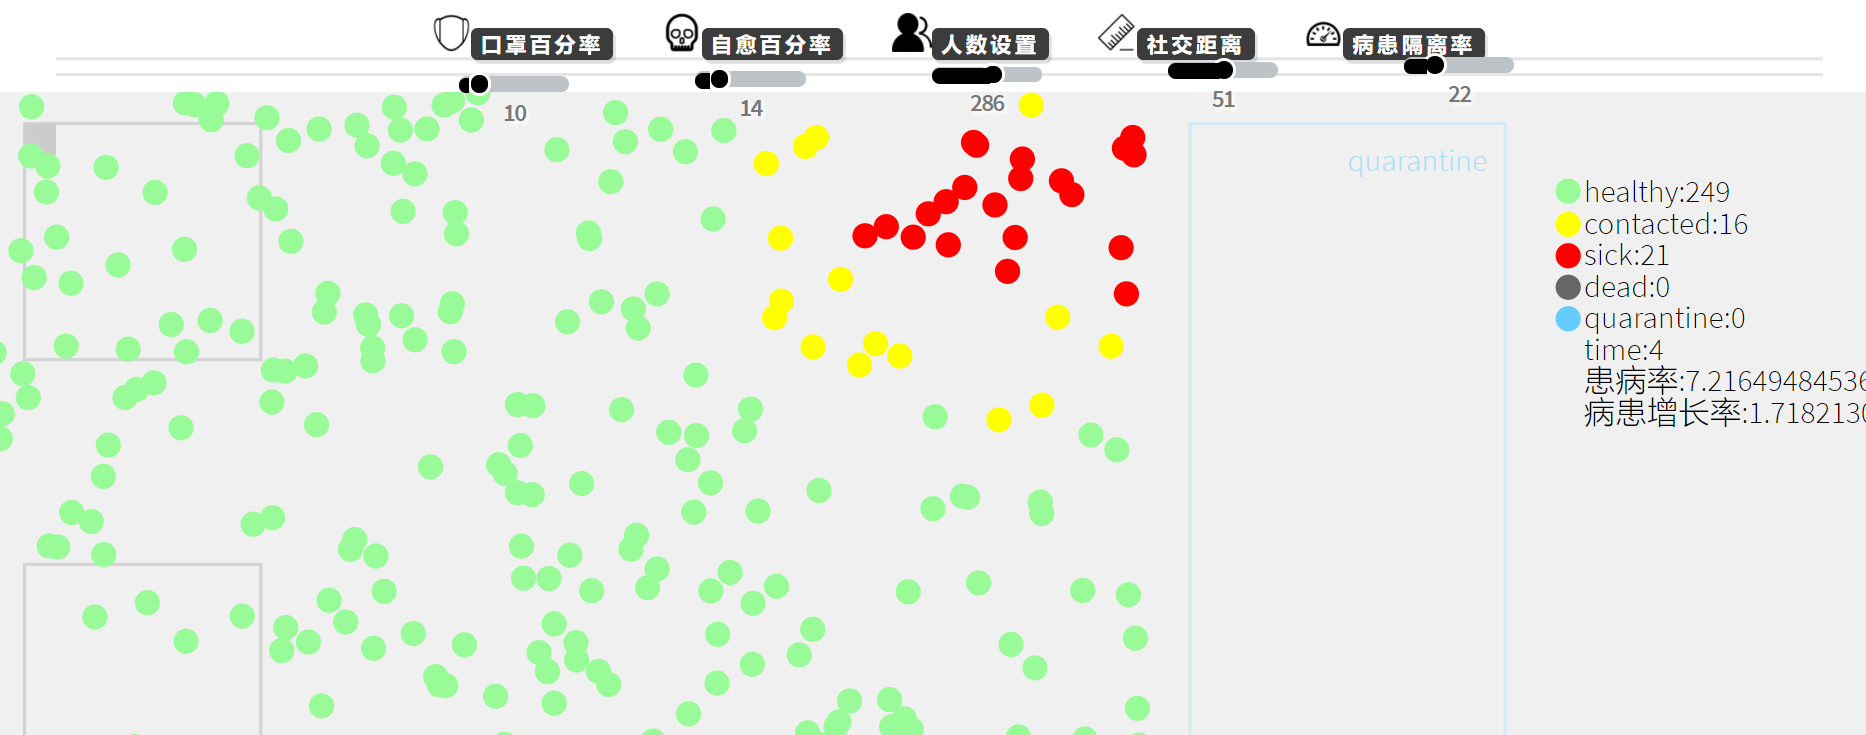 口罩百分率
自愈百分率
人数设置
社交距离
病患隔离率
10
14
286
51
22
quarantine
healthy:249
contacted:16
sick:21
dead:0
quarantine:0
time:4
患病率:7.21649484536
病患增长率:1.718213